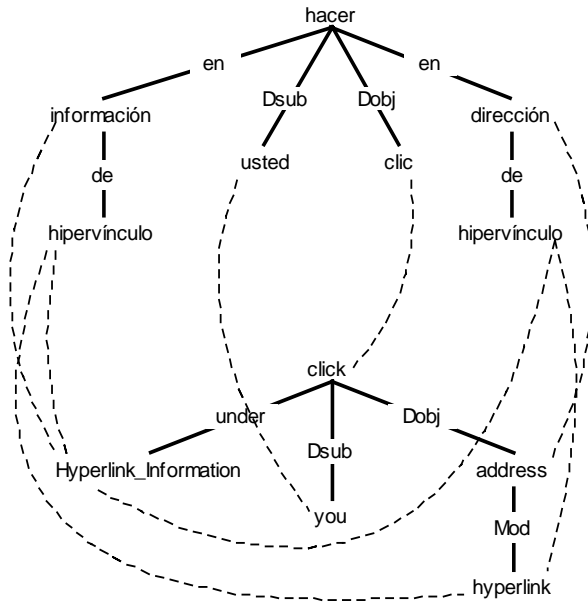 hacer
en Dsub Dobj en
información usted clic dirección
de de
hipervínculo hipervínculo
click
under Dsub Dobj
Hyperlink_Information you address
Mod
hyperlink